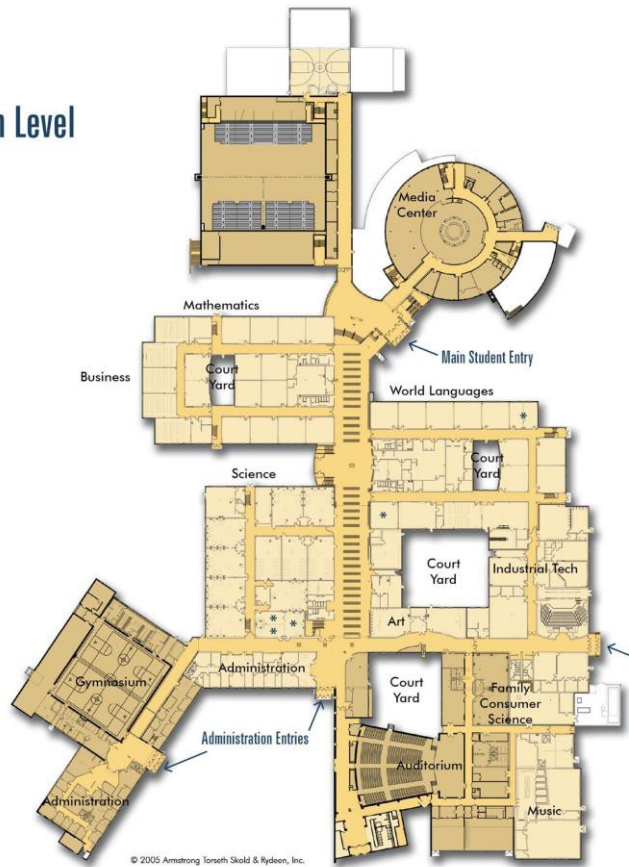 n Level
Media
Center
Mathematics
Main Student Entry
Business
Court
Yard
World Languages
*
Court
Yard
Science
*
Court
Yard
Industrial Tech
* *
* *
Art
Administration
Gymnasium
Court
Yard
Family
Consumer
Science
Administration Entries
Auditorium
Administration
Music
© 2005 Armstrong Torseth Skold & Rydeen, Inc.